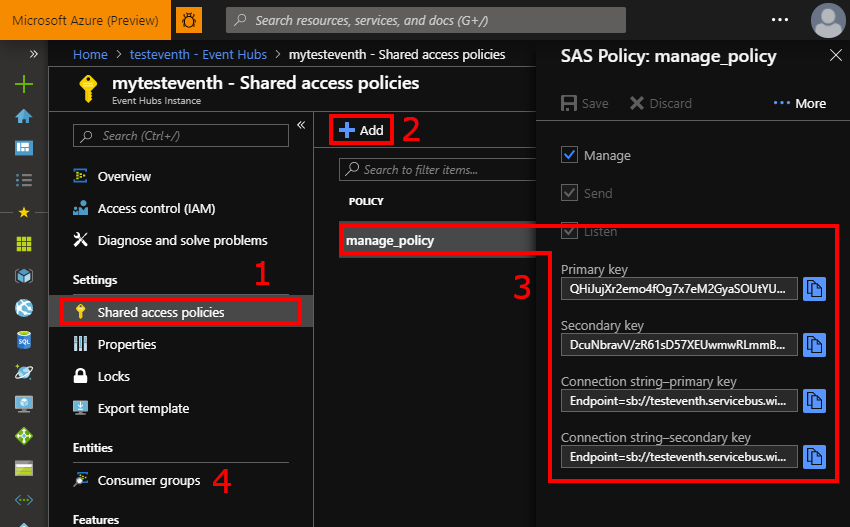 Microsoft Azure (Preview)
Search resources, services, and docs (G+/)
Home > testeventh - Event Hubs > mytesteventh - Shared access policies
mytesteventh - Shared access policies
Event Hubs Instance
Search (Ctrl+/)
Overview
Access control (IAM)
Diagnose and solve problems
Settings
1
Shared access policies
Properties
Locks
Export template
Entities
Consumer groups
4
Features
Add
2
Search to filter items...
POLICY
manage_policy
3
SAS Policy: manage_policy
Save
Discard
More
Manage
Send
Listen
Primary key
QHiJujXr2emo4fOg7x7eM2GyaSOUtYU...
Secondary key
DcuNbravV/zR61sD57XEUwmwRLmmB...
Connection string–primary key
Endpoint=sb://testeventh.servicebus.wi...
Connection string–secondary key
Endpoint=sb://testeventh.servicebus.wi...
SQL